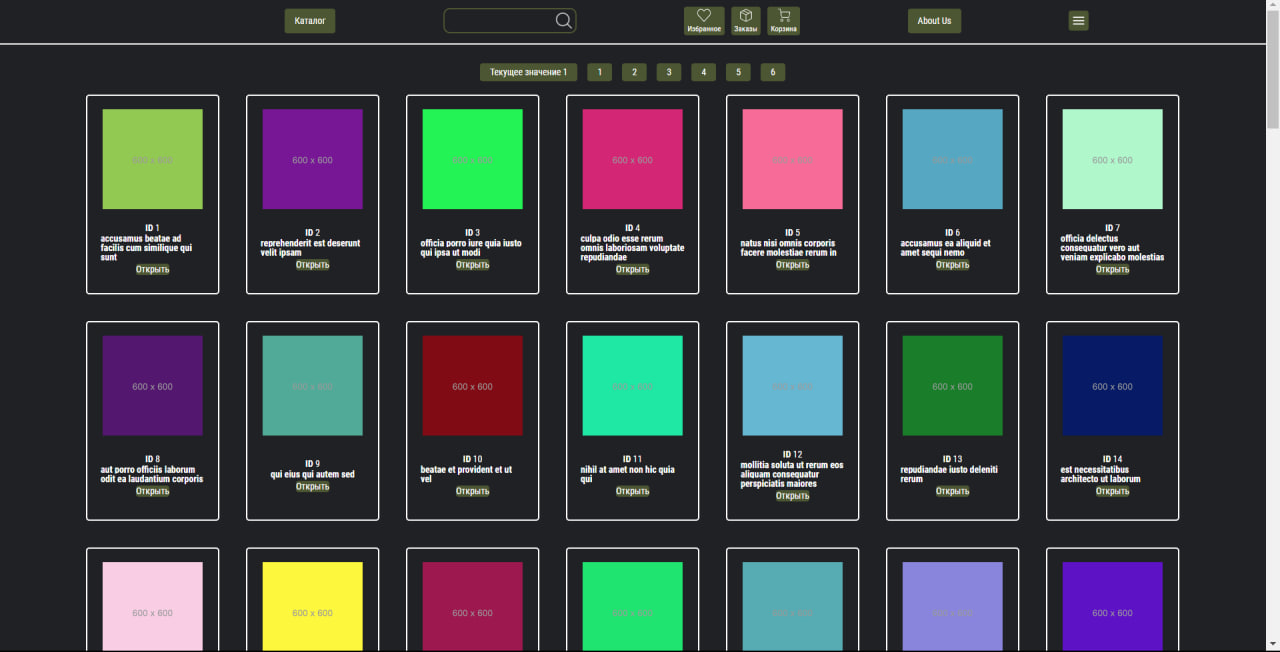 Каталог
Избранное
Заказы
Корзина
About Us
Текущее значение 1
1
2
3
4
5
6
600 x 600
600 x 600
600 x 600
600 x 600
600 x 600
600 x 600
600 x 600
ID 1
accusamus beatae ad
facilis cum similique qui
sunt
Открыть
ID 2
reprehenderit est deserunt
velit ipsam
Открыть
ID 3
officia porro iure quia iusto
qui ipsa ut modi
Открыть
ID 4
culpa odio esse rerum
omnis laboriosam voluptate
repudiandae
Открыть
ID 5
natus nisi omnis corporis
facere molestiae rerum in
Открыть
ID 6
accusamus ea aliquid et
amet sequi nemo
Открыть
ID 7
officia delectus
consequatur vero aut
veniam explicabo molestias
Открыть
600 x 600
600 x 600
600 x 600
600 x 600
600 x 600
600 x 600
600 x 600
ID 8
aut porro officiis laborum
odit ea laudantium corporis
Открыть
ID 9
qui eius qui autem sed
Открыть
ID 10
beatae et provident et ut
vel
Открыть
ID 11
nihil at amet non hic quia
qui
Открыть
ID 12
mollitia soluta ut rerum eos
aliquam consequatur
perspiciatis maiores
Открыть
ID 13
repudiandae iusto deleniti
rerum
Открыть
ID 14
est necessitatibus
architecto ut laborum
Открыть
600 x 600
600 x 600
600 x 600
600 x 600
600 x 600
600 x 600
600 x 600